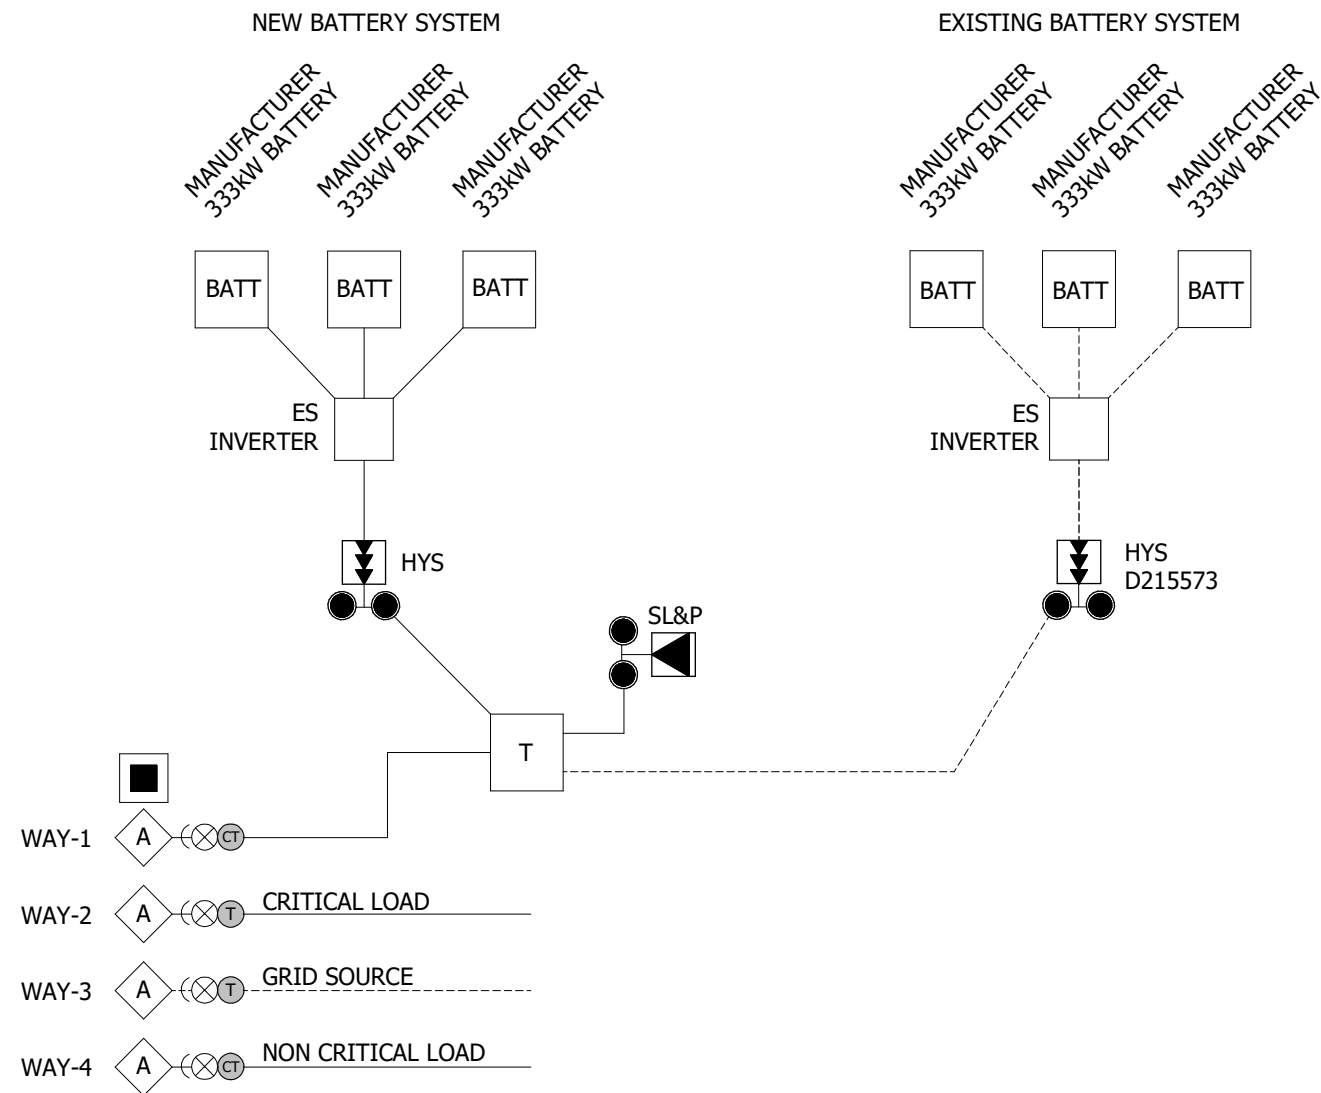 NEW BATTERY SYSTEM
EXISTING BATTERY SYSTEM
MANUFACTURER
333kW BATTERY
MANUFACTURER
333kW BATTERY
MANUFACTURER
333kW BATTERY
MANUFACTURER
333kW BATTERY
MANUFACTURER
333kW BATTERY
MANUFACTURER
333kW BATTERY
BATT
BATT
BATT
BATT
BATT
BATT
ES
INVERTER
ES
INVERTER
HYS
HYS
D215573
SL&P
T
WAY-1
A
CT
WAY-2
A
T
CRITICAL LOAD
WAY-3
A
T
GRID SOURCE
WAY-4
A
CT
NON CRITICAL LOAD